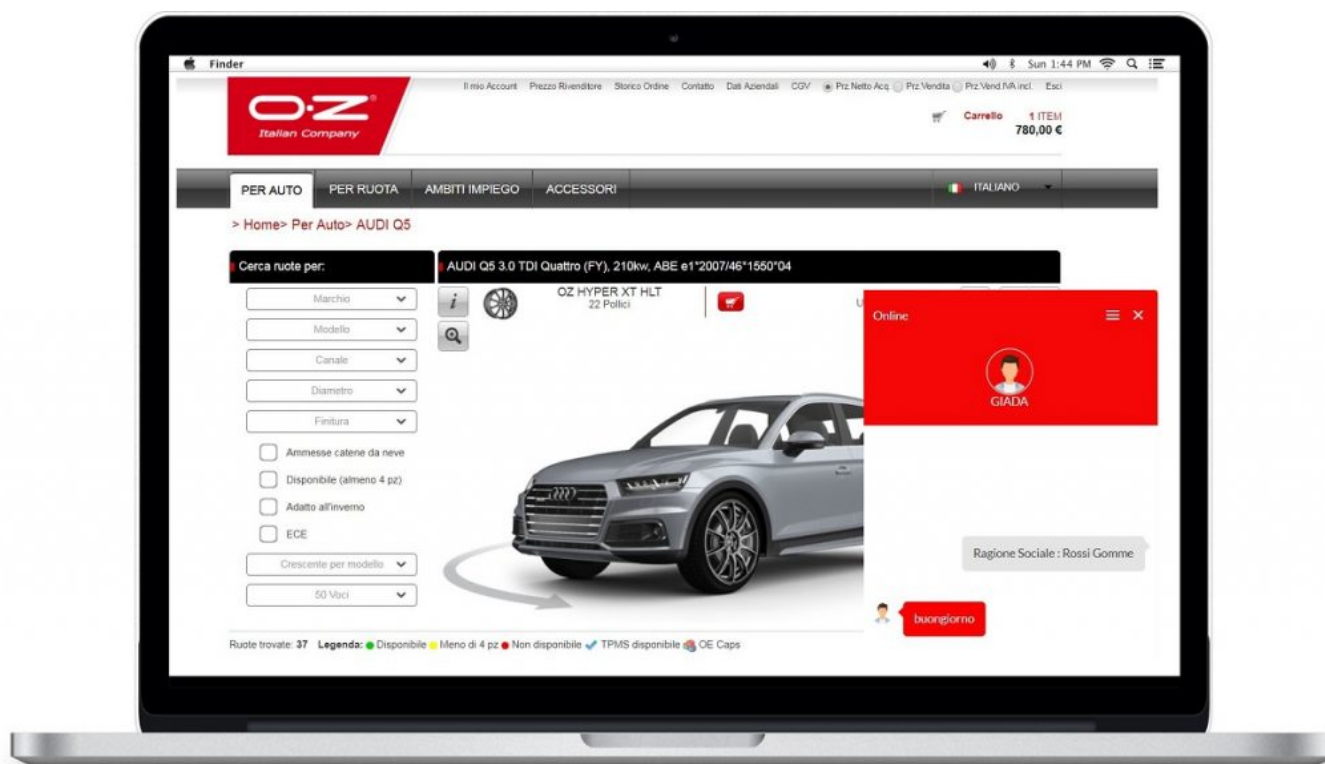 Finder
Sun 1:44 PM
O·Z®
Italian Company
Il mio Account Prezzo Rivenditore Storico Ordine Contatto Dati Aziendali CGV Prz.Netto Acq. Prz.Vendita Prz.Vend.IVA incl. Esci
Carrello 1 ITEM
780,00 €
PER AUTO PER RUOTA AMBITI IMPIEGO ACCESSORI ITALIANO
> Home> Per Auto> AUDI Q5
Cerca ruote per:
AUDI Q5 3.0 TDI Quattro (FY), 210kw, ABE e1*2007/46*1550*04
Marchio
Modello
Canale
Diametro
Finitura
Ammesse catene da neve
Disponibile (almeno 4 pz)
Adatto all'inverno
ECE
Crescente per modello
50 Voci
i
OZ HYPER XT HLT
22 Pollici
U
Online
GIADA
Ragione Sociale : Rossi Gomme
buongiorno
Ruote trovate: 37 Legenda: Disponibile Meno di 4 pz Non disponibile TPMS disponibile OE Caps